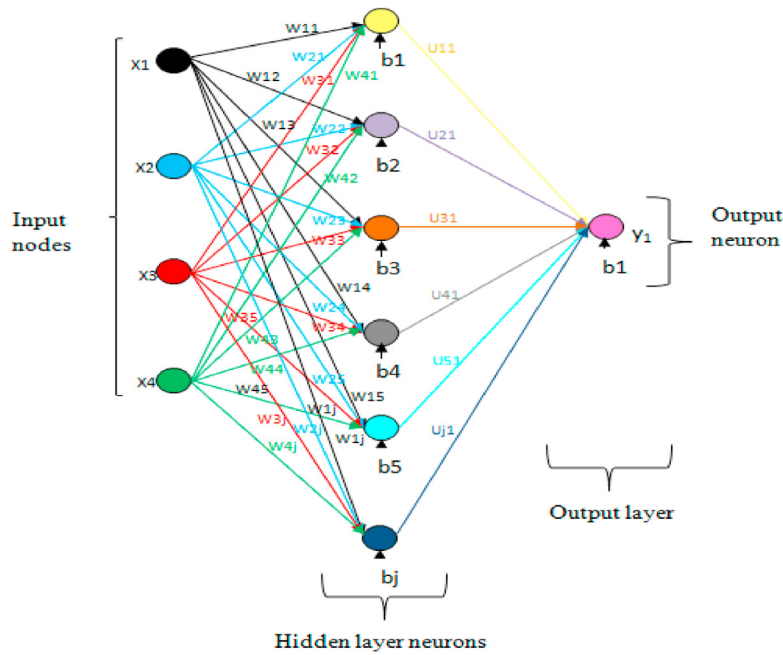 X1
X2
X3
X4
Input
nodes
W11
W21
W31
W41
W12
W13
W22
W32
W42
W23
W33
W14
W24
W34
W35
W43
W44
W25
W45
W15
W1j
W1j
W3j
W2j
W4j
b1
b2
b3
b4
b5
bj
U11
U21
U31
U41
U51
Uj1
y1
b1
Output
neuron
Output layer
Hidden layer neurons